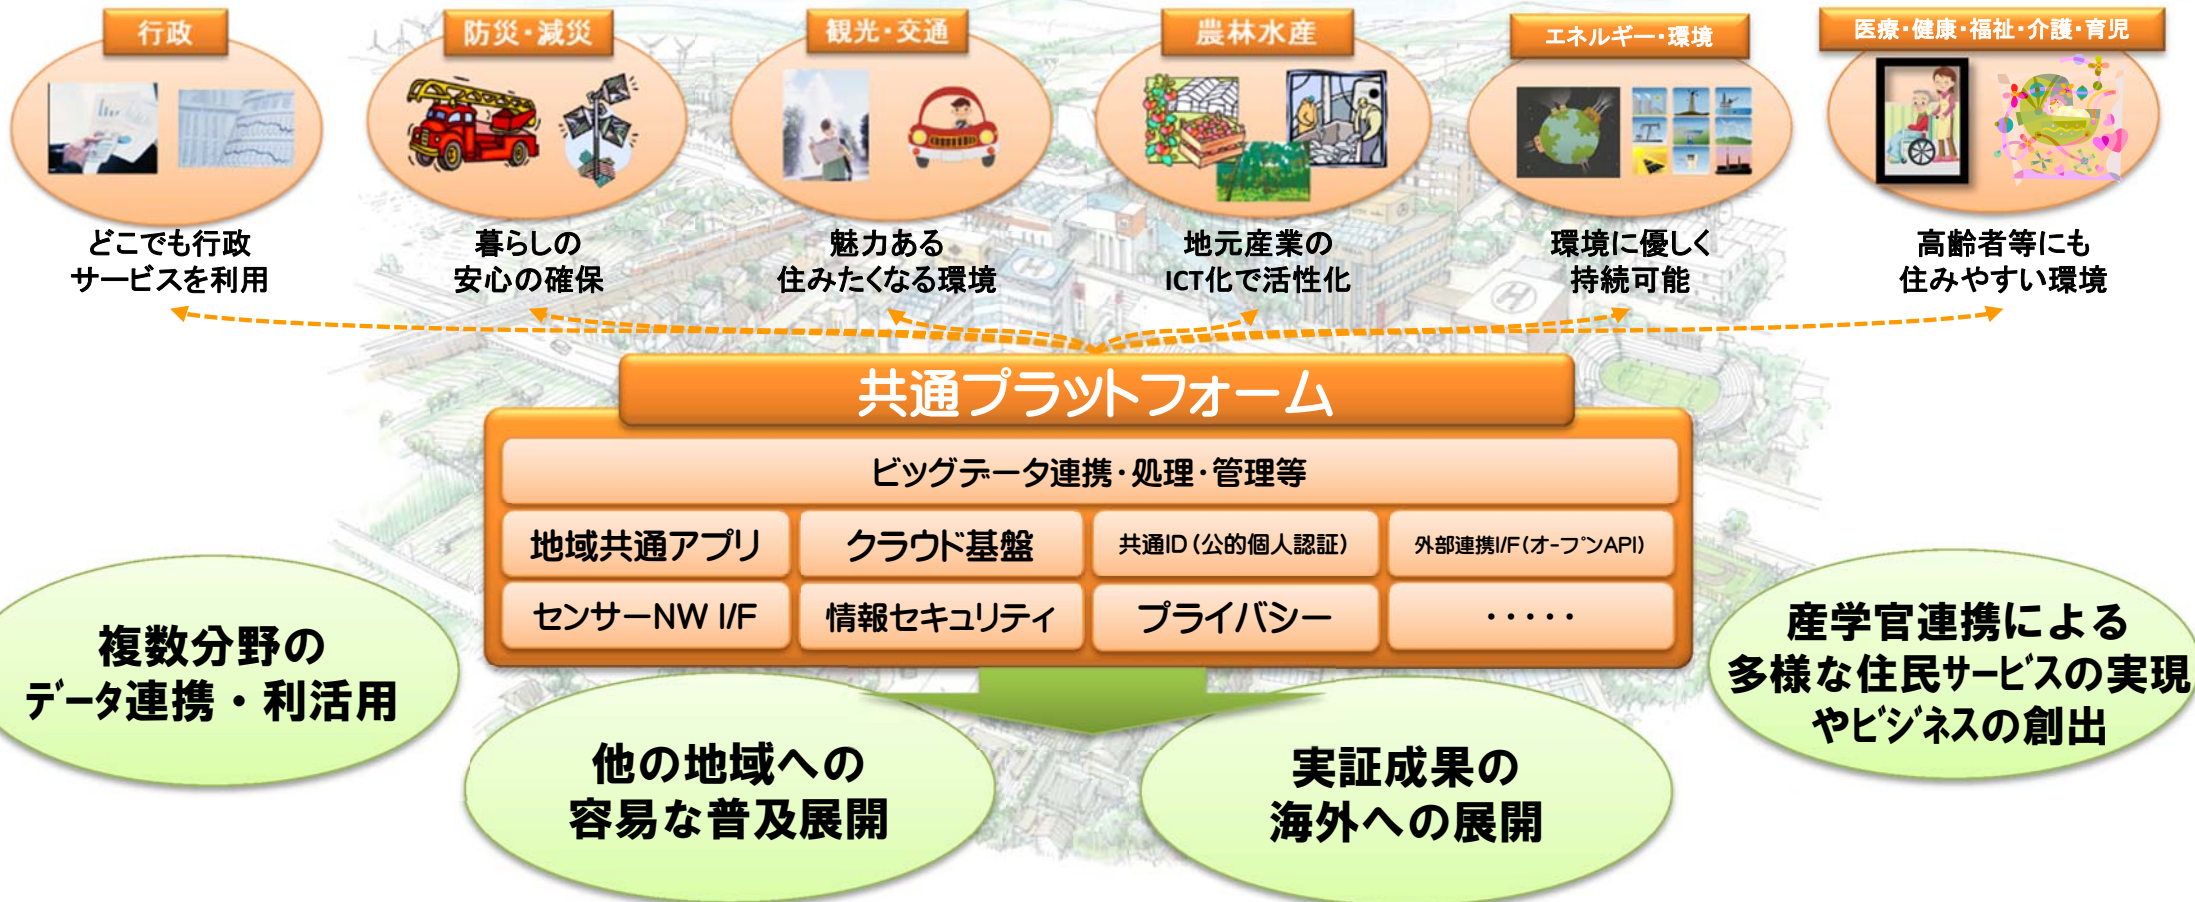 行政
防災・減災
観光・交通
農林水産
エネルギー・環境
医療・健康・福祉・介護・育児
どこでも行政
サービスを利用
暮らしの
安心の確保
魅力ある
住みたくなる環境
地元産業の
ICT化で活性化
環境に優しく
持続可能
高齢者等にも
住みやすい環境
共通プラットフォーム
ビッグデータ連携・処理・管理等
地域共通アプリ
クラウド基盤
共通ID（公的個人認証）
外部連携I/F(オープンAPI)
センサーNW I/F
情報セキュリティ
プライバシー
・・・・・
複数分野の
データ連携・利活用
他の地域への
容易な普及展開
実証成果の
海外への展開
産学官連携による
多様な住民サービスの実現
やビジネスの創出